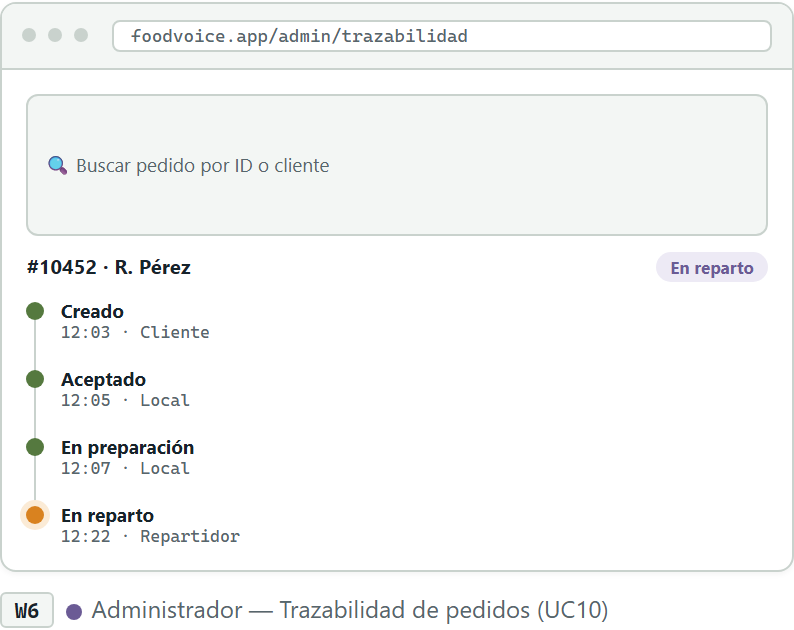 foodvoice.app/admin/trazabilidad
Buscar pedido por ID o cliente
#10452 · R. Pérez
En reparto
Creado
12:03 · Cliente
Aceptado
12:05 · Local
En preparación
12:07 · Local
En reparto
12:22 · Repartidor
W6
Administrador — Trazabilidad de pedidos (UC10)